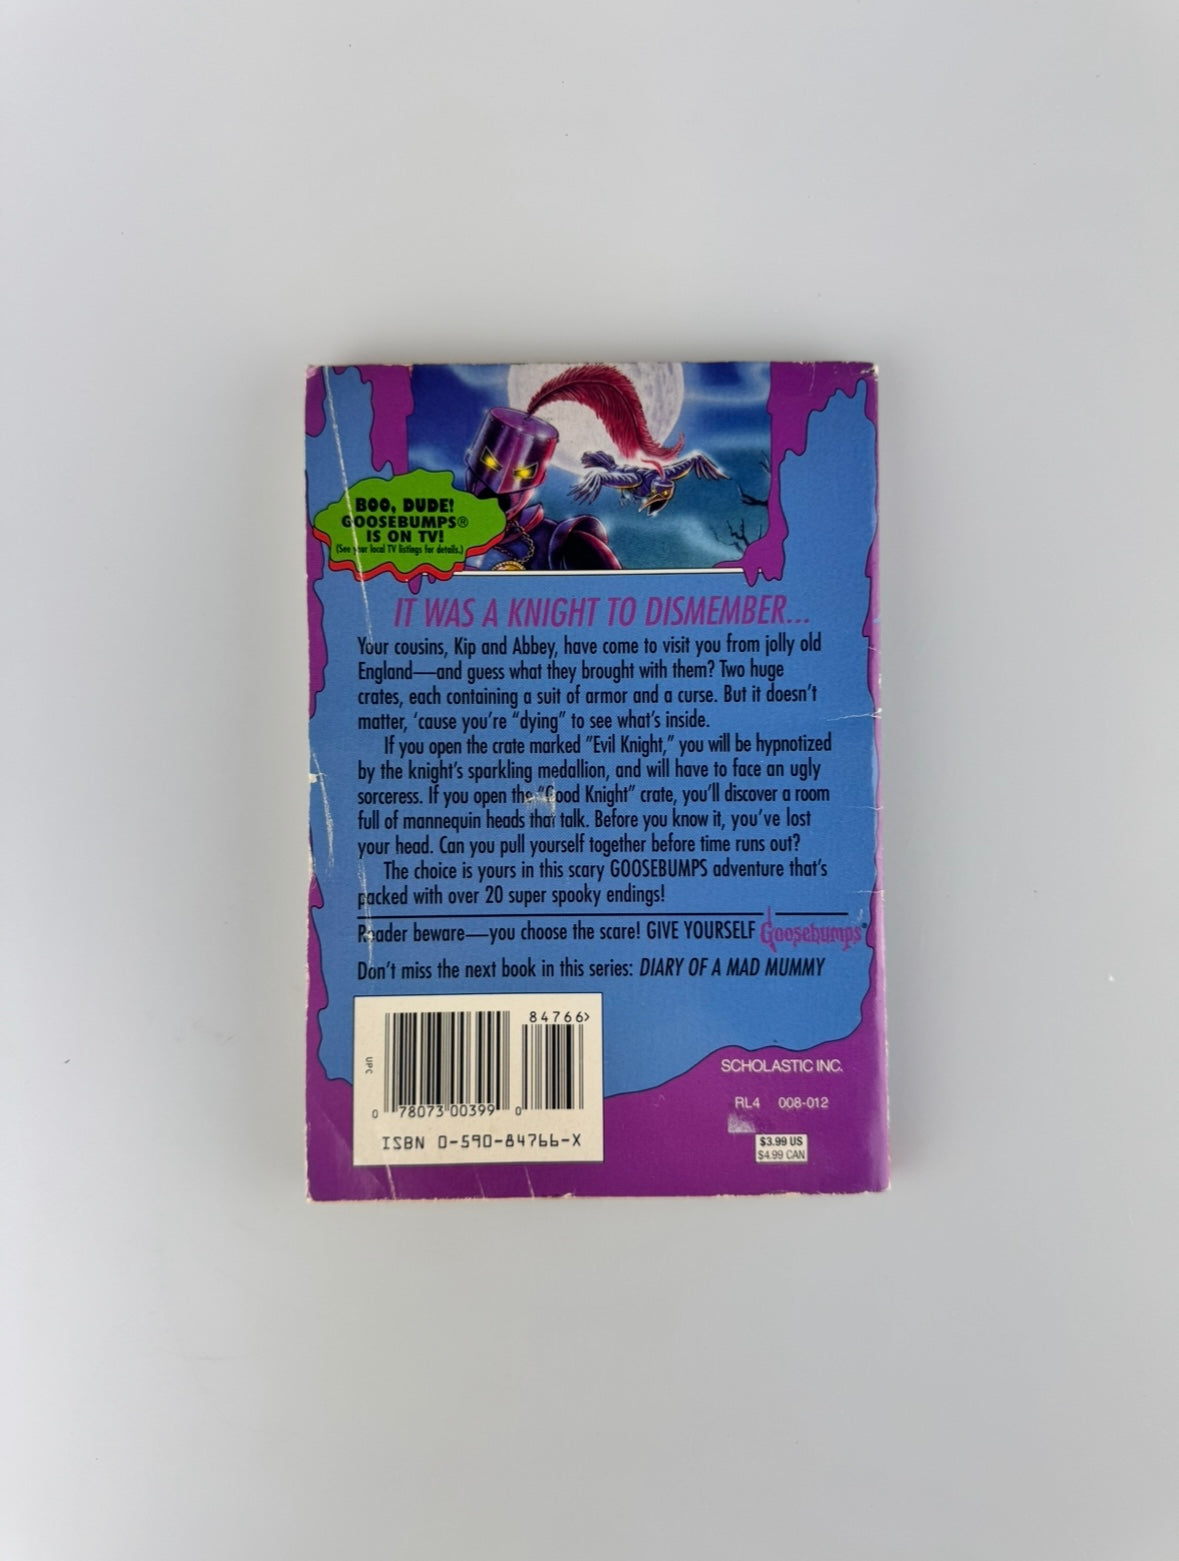 BOO, DUDE!
GOOSEBUMPS®
IS ON TV!
(See your local TV listings for details.)
IT WAS A KNIGHT TO DISMEMBER...
Your cousins, Kip and Abbey, have come to visit you from jolly old
England—and guess what they brought with them? Two huge
crates, each containing a suit of armor and a curse. But it doesn't
matter, 'cause you're "dying" to see what's inside.
If you open the crate marked "Evil Knight," you will be hypnotized
by the knight's sparkling medallion, and will have to face an ugly
sorceress. If you open the "Good Knight" crate, you'll discover a room
full of mannequin heads that talk. Before you know it, you've lost
your head. Can you pull yourself together before time runs out?
The choice is yours in this scary GOOSEBUMPS adventure that's
packed with over 20 super spooky endings!
Reader beware—you choose the scare! GIVE YOURSELF Goosebumps®
Don't miss the next book in this series: DIARY OF A MAD MUMMY
84766>
UPC
0 78073 00399 0
ISBN 0-590-84766-X
SCHOLASTIC INC.
RL4 008-012
$3.99 US
$4.99 CAN